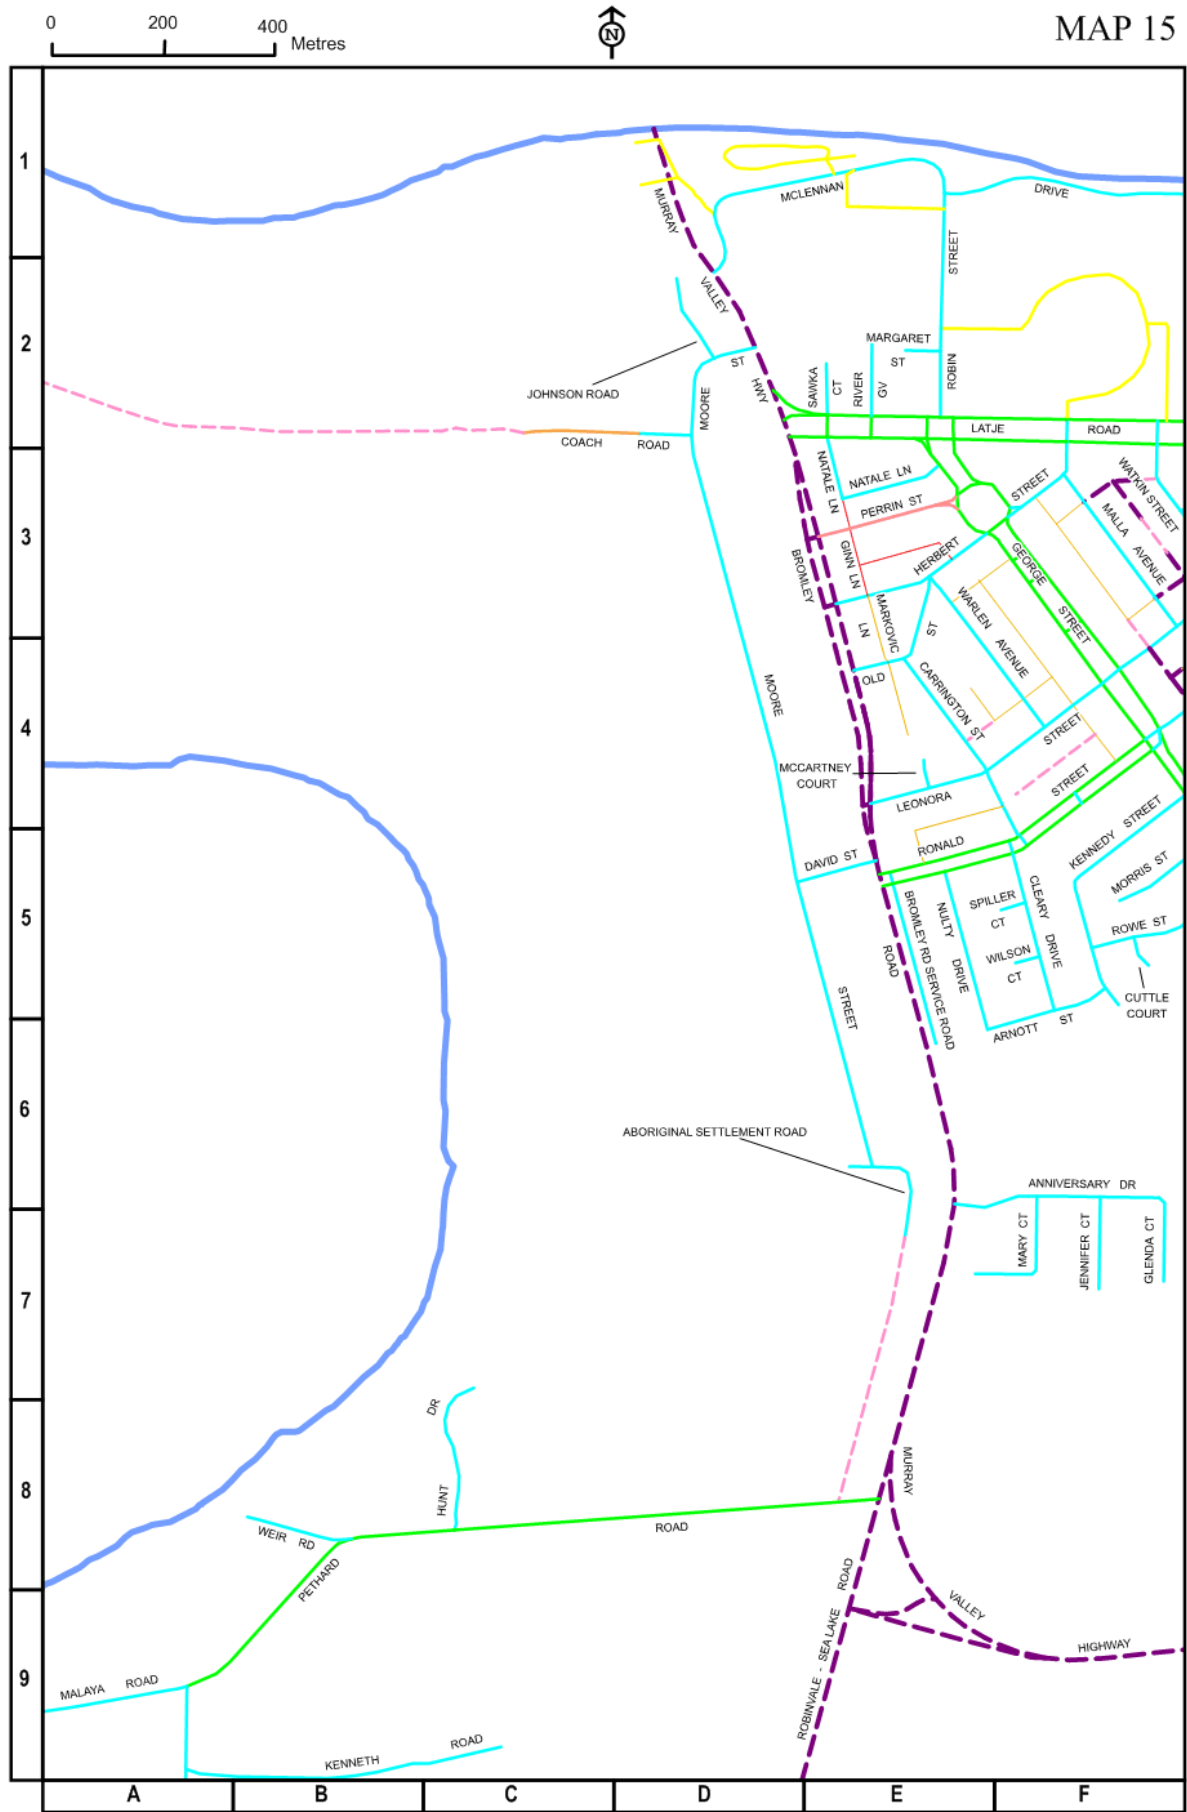 0 200 400 Metres
N
MAP 15
1
MCLENNAN
DRIVE
MURRAY
STREET
VALLEY
2
MARGARET
ST
ST
JOHNSON ROAD
HWY
SAWKA
CT
RIVER
GV
ROBIN
MOORE
COACH ROAD
LATJE ROAD
NATALE LN
NATALE LN
STREET
WATKIN STREET
3
PERRIN ST
MALLA AVENUE
BROMLEY
GINN LN
HERBERT
GEORGE STREET
MARKOVIC LN
ST
WARLEN AVENUE
OLD
4
MOORE
CARRINGTON ST
STREET
MCCARTNEY
COURT
LEONORA
STREET
KENNEDY STREET
RONALD
DAVID ST
MORRIS ST
5
BROMLEY RD SERVICE ROAD
NULTY DRIVE
SPILLER
CT
CLEARY DRIVE
ROWE ST
ROAD
WILSON
CT
CUTTLE
COURT
STREET
ARNOTT ST
6
ABORIGINAL SETTLEMENT ROAD
ANNIVERSARY DR
MARY CT
JENNIFER CT
GLENDA CT
7
DR
HUNT
8
MURRAY
WEIR RD
ROAD
PETHARD
ROBINVALE - SEA LAKE ROAD
VALLEY
HIGHWAY
9
MALAYA ROAD
KENNETH ROAD
A B C D E F